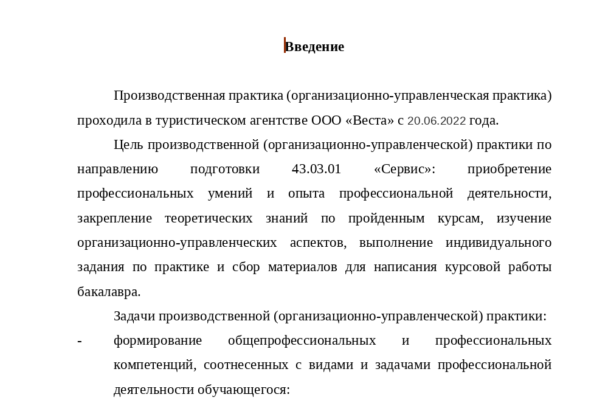 Введение
Производственная практика (организационно-управленческая практика)
проходила в туристическом агентстве ООО «Веста» с 20.06.2022 года.
Цель производственной (организационно-управленческой) практики по
направлению подготовки 43.03.01 «Сервис»: приобретение
профессиональных умений и опыта профессиональной деятельности,
закрепление теоретических знаний по пройденным курсам, изучение
организационно-управленческих аспектов, выполнение индивидуального
задания по практике и сбор материалов для написания курсовой работы
бакалавра.
Задачи производственной (организационно-управленческой) практики:
- формирование общепрофессиональных и профессиональных
компетенций, соотнесенных с видами и задачами профессиональной
деятельности обучающегося: